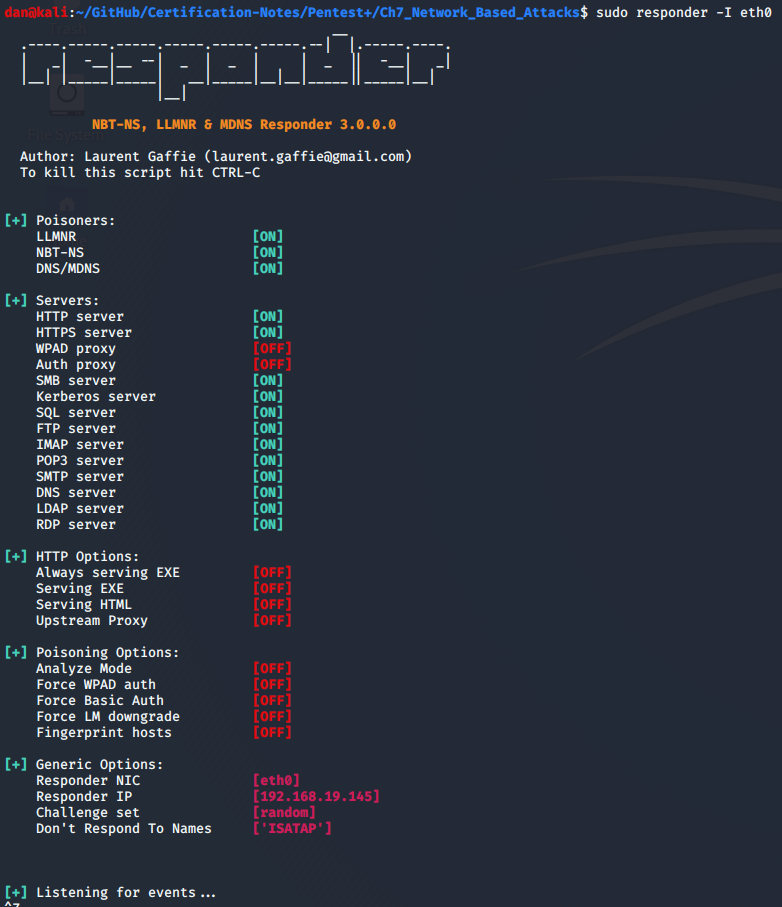 dan@kali:~/GitHub/Certification-Notes/Pentest+/Ch7_Network_Based_Attacks$ sudo responder -I eth0
NBT-NS, LLMNR & MDNS Responder 3.0.0.0
Author: Laurent Gaffie (laurent.gaffie@gmail.com)
To kill this script hit CTRL-C
[+] Poisoners:
LLMNR [ON]
NBT-NS [ON]
DNS/MDNS [ON]
[+] Servers:
HTTP server [ON]
HTTPS server [ON]
WPAD proxy [OFF]
Auth proxy [OFF]
SMB server [ON]
Kerberos server [ON]
SQL server [ON]
FTP server [ON]
IMAP server [ON]
POP3 server [ON]
SMTP server [ON]
DNS server [ON]
LDAP server [ON]
RDP server [ON]
[+] HTTP Options:
Always serving EXE [OFF]
Serving EXE [OFF]
Serving HTML [OFF]
Upstream Proxy [OFF]
[+] Poisoning Options:
Analyze Mode [OFF]
Force WPAD auth [OFF]
Force Basic Auth [OFF]
Force LM downgrade [OFF]
Fingerprint hosts [OFF]
[+] Generic Options:
Responder NIC [eth0]
Responder IP [192.168.19.145]
Challenge set [random]
Don't Respond To Names ['ISATAP']
[+] Listening for events...